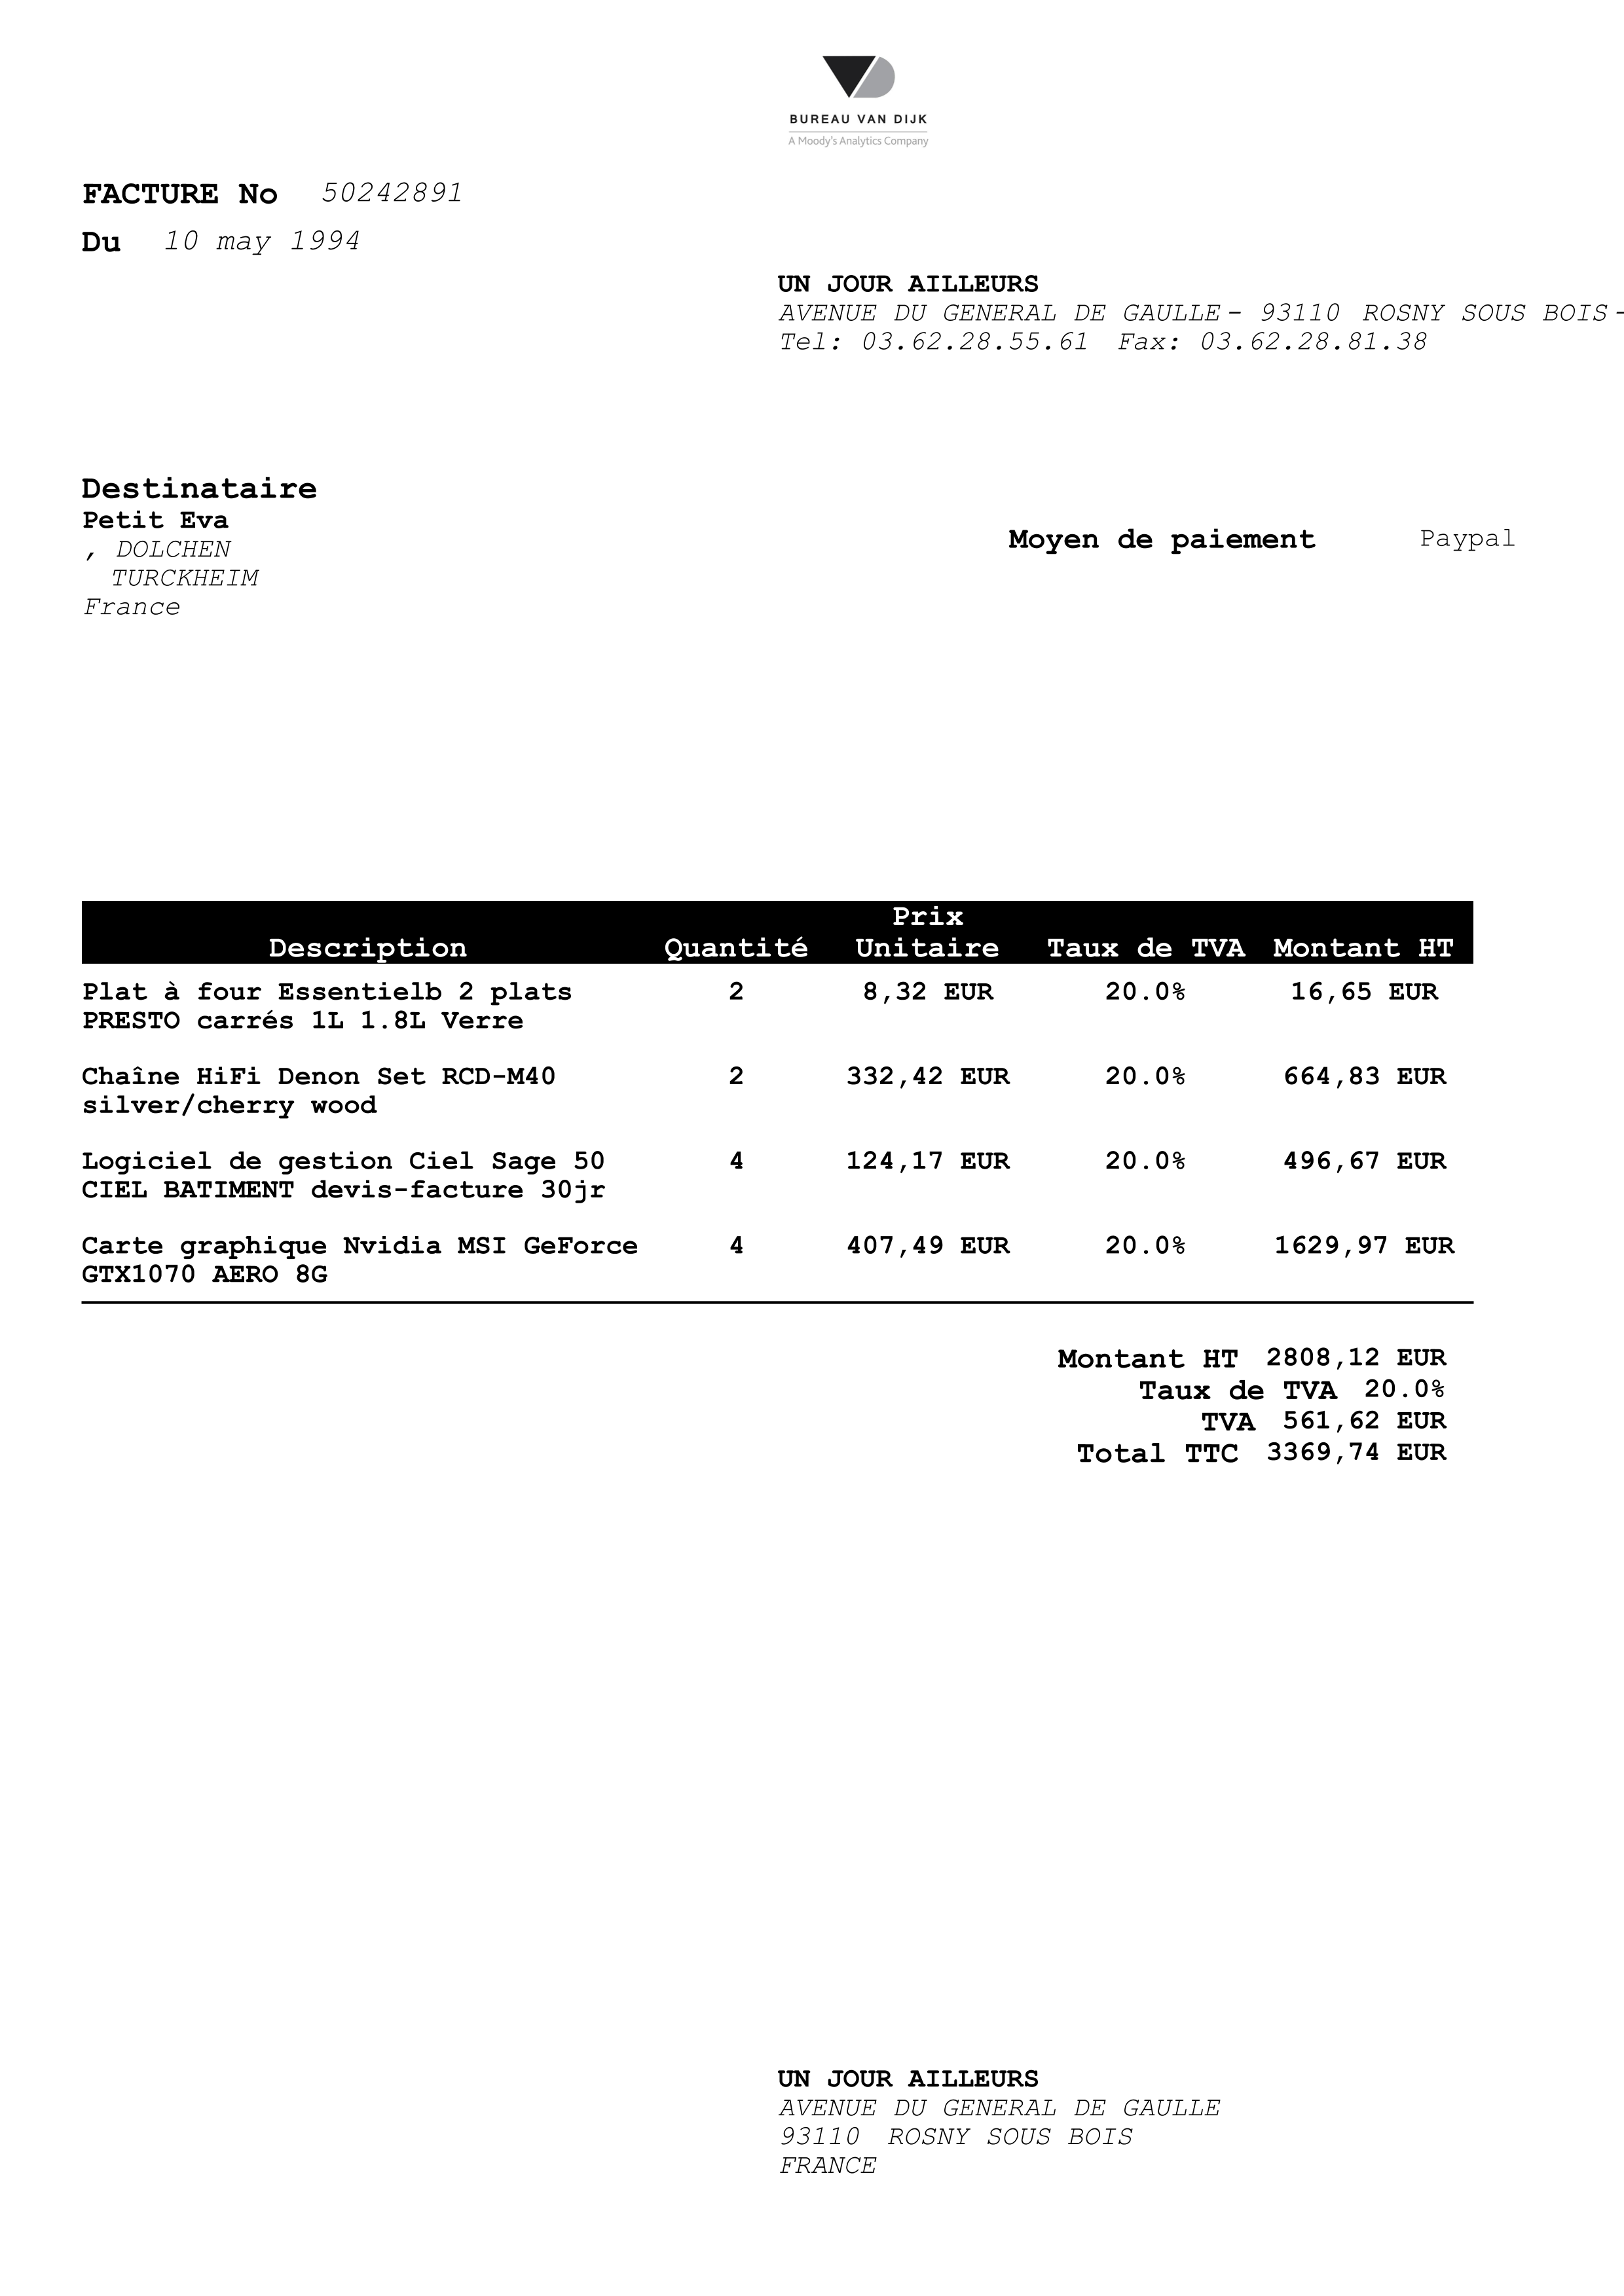 BUREAU VAN DIJK
A Moody's Analytics Company
FACTURE No 50242891
Du 10 may 1994
UN JOUR AILLEURS
AVENUE DU GENERAL DE GAULLE - 93110 ROSNY SOUS BOIS -
Tel: 03.62.28.55.61 Fax: 03.62.28.81.38
Destinataire
Petit Eva
, DOLCHEN
TURCKHEIM
France
Moyen de paiement Paypal
Description Quantité Prix Unitaire Taux de TVA Montant HT
Plat à four Essentielb 2 plats 2 8,32 EUR 20.0% 16,65 EUR
PRESTO carrés 1L 1.8L Verre
Chaîne HiFi Denon Set RCD-M40 2 332,42 EUR 20.0% 664,83 EUR
silver/cherry wood
Logiciel de gestion Ciel Sage 50 4 124,17 EUR 20.0% 496,67 EUR
CIEL BATIMENT devis-facture 30jr
Carte graphique Nvidia MSI GeForce 4 407,49 EUR 20.0% 1629,97 EUR
GTX1070 AERO 8G
Montant HT 2808,12 EUR
Taux de TVA 20.0%
TVA 561,62 EUR
Total TTC 3369,74 EUR
UN JOUR AILLEURS
AVENUE DU GENERAL DE GAULLE
93110 ROSNY SOUS BOIS
FRANCE